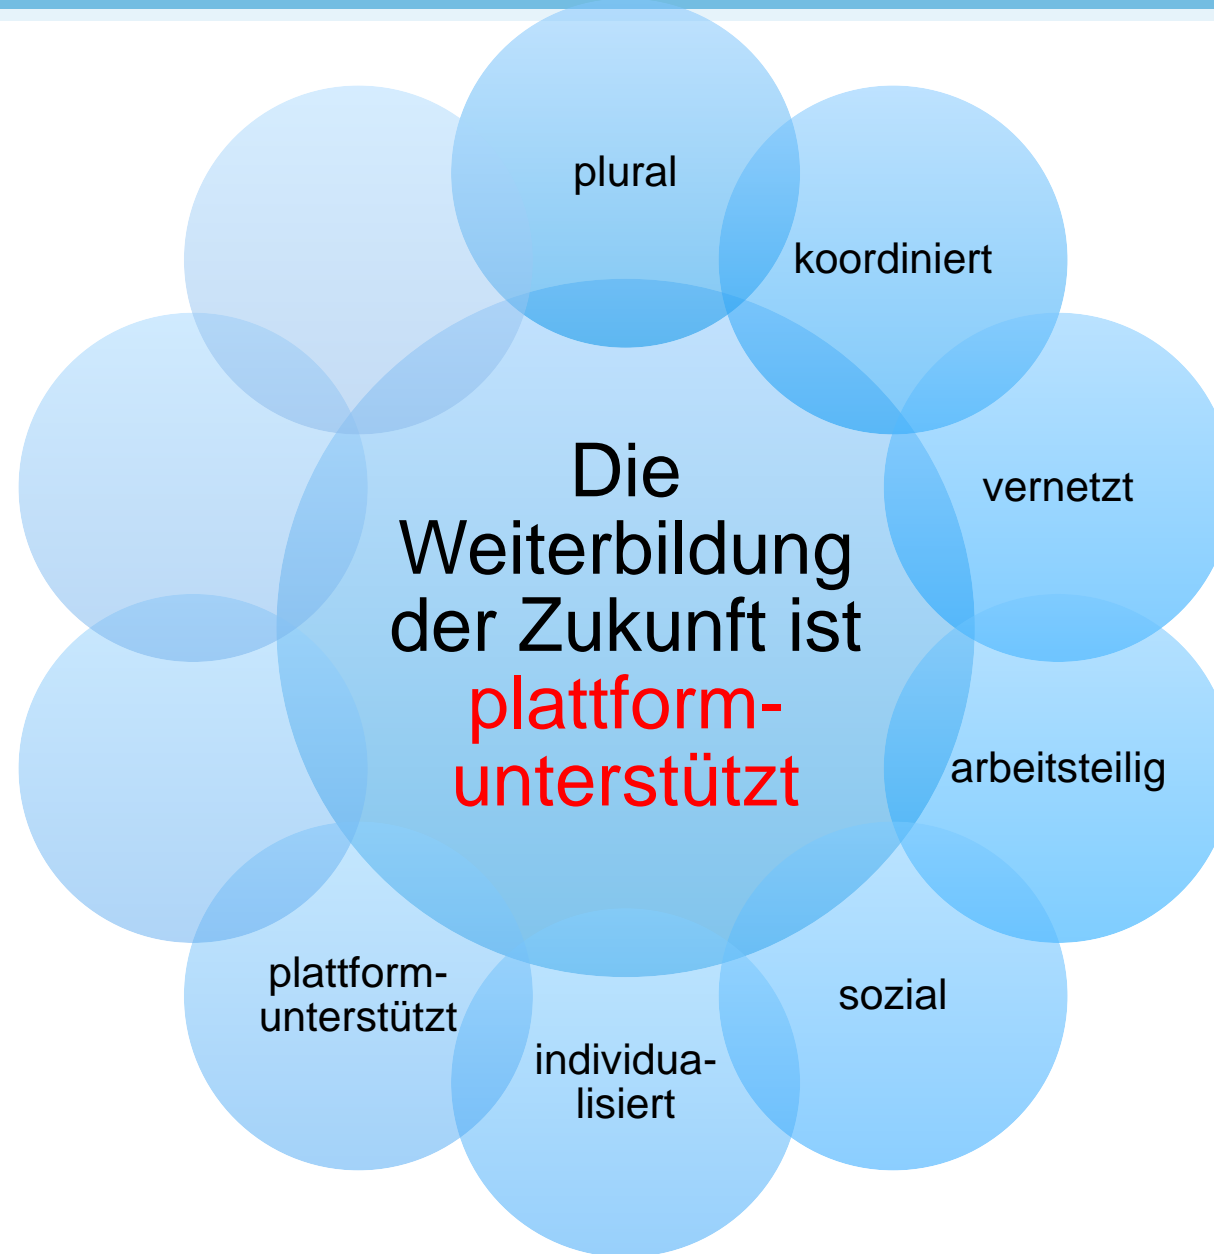 plural
koordiniert
vernetzt
arbeitsteilig
sozial
individua-
lisiert
plattform-
unterstützt
Die
Weiterbildung
der Zukunft ist
plattform-
unterstützt